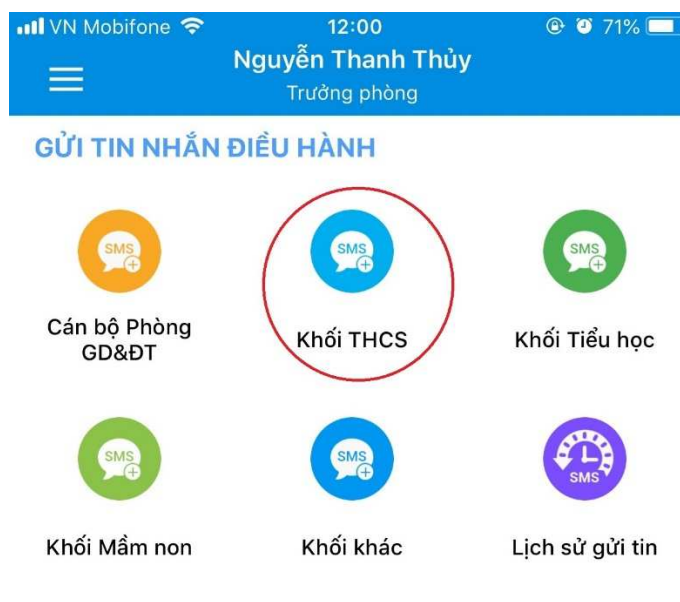 VN Mobifone 12:00 71%
Nguyễn Thanh Thủy
Trưởng phòng
GỬI TIN NHẮN ĐIỀU HÀNH
SMS SMS SMS
Cán bộ Phòng GD&ĐT
Khối THCS
Khối Tiểu học
SMS SMS SMS
Khối Mầm non
Khối khác
Lịch sử gửi tin